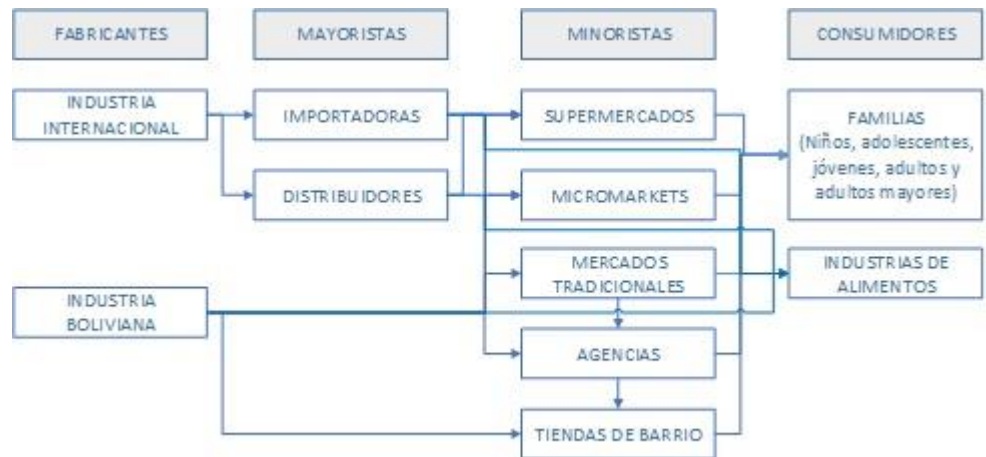 FABRICANTES
MAYORISTAS
MINORISTAS
CONSUMIDORES
INDUSTRIA
INTERNACIONAL
IMPORTADORAS
SUPERMERCADOS
FAMILIAS
(Niños, adolescentes,
jóvenes, adultos y
adultos mayores)
DISTRIBUIDORES
MICROMARKETS
MERCADOS
TRADICIONALES
INDUSTRIAS DE
ALIMENTOS
INDUSTRIA
BOLIVIANA
AGENCIAS
TIENDAS DE BARRIO